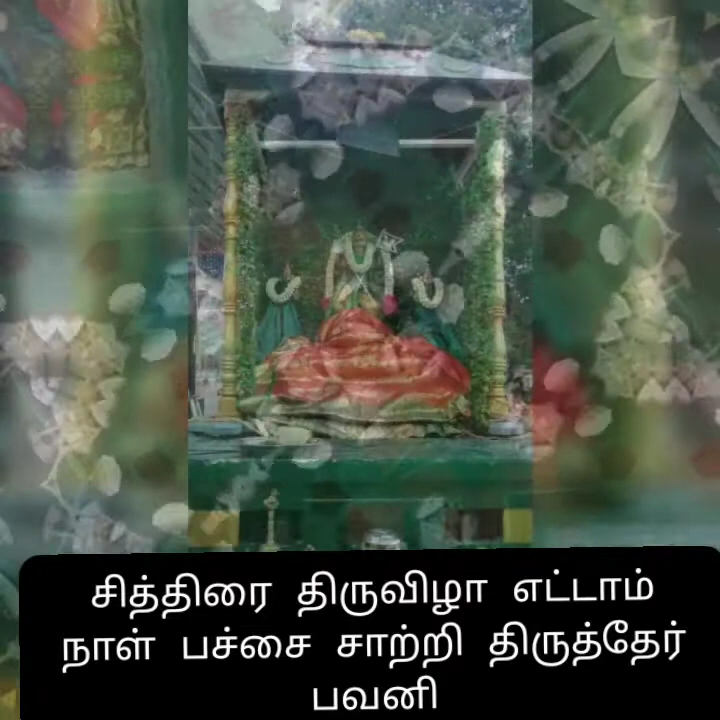 சித்திரை திருவிழா எட்டாம்
நாள் பச்சை சாற்றி திருத்தேர்
பவனி